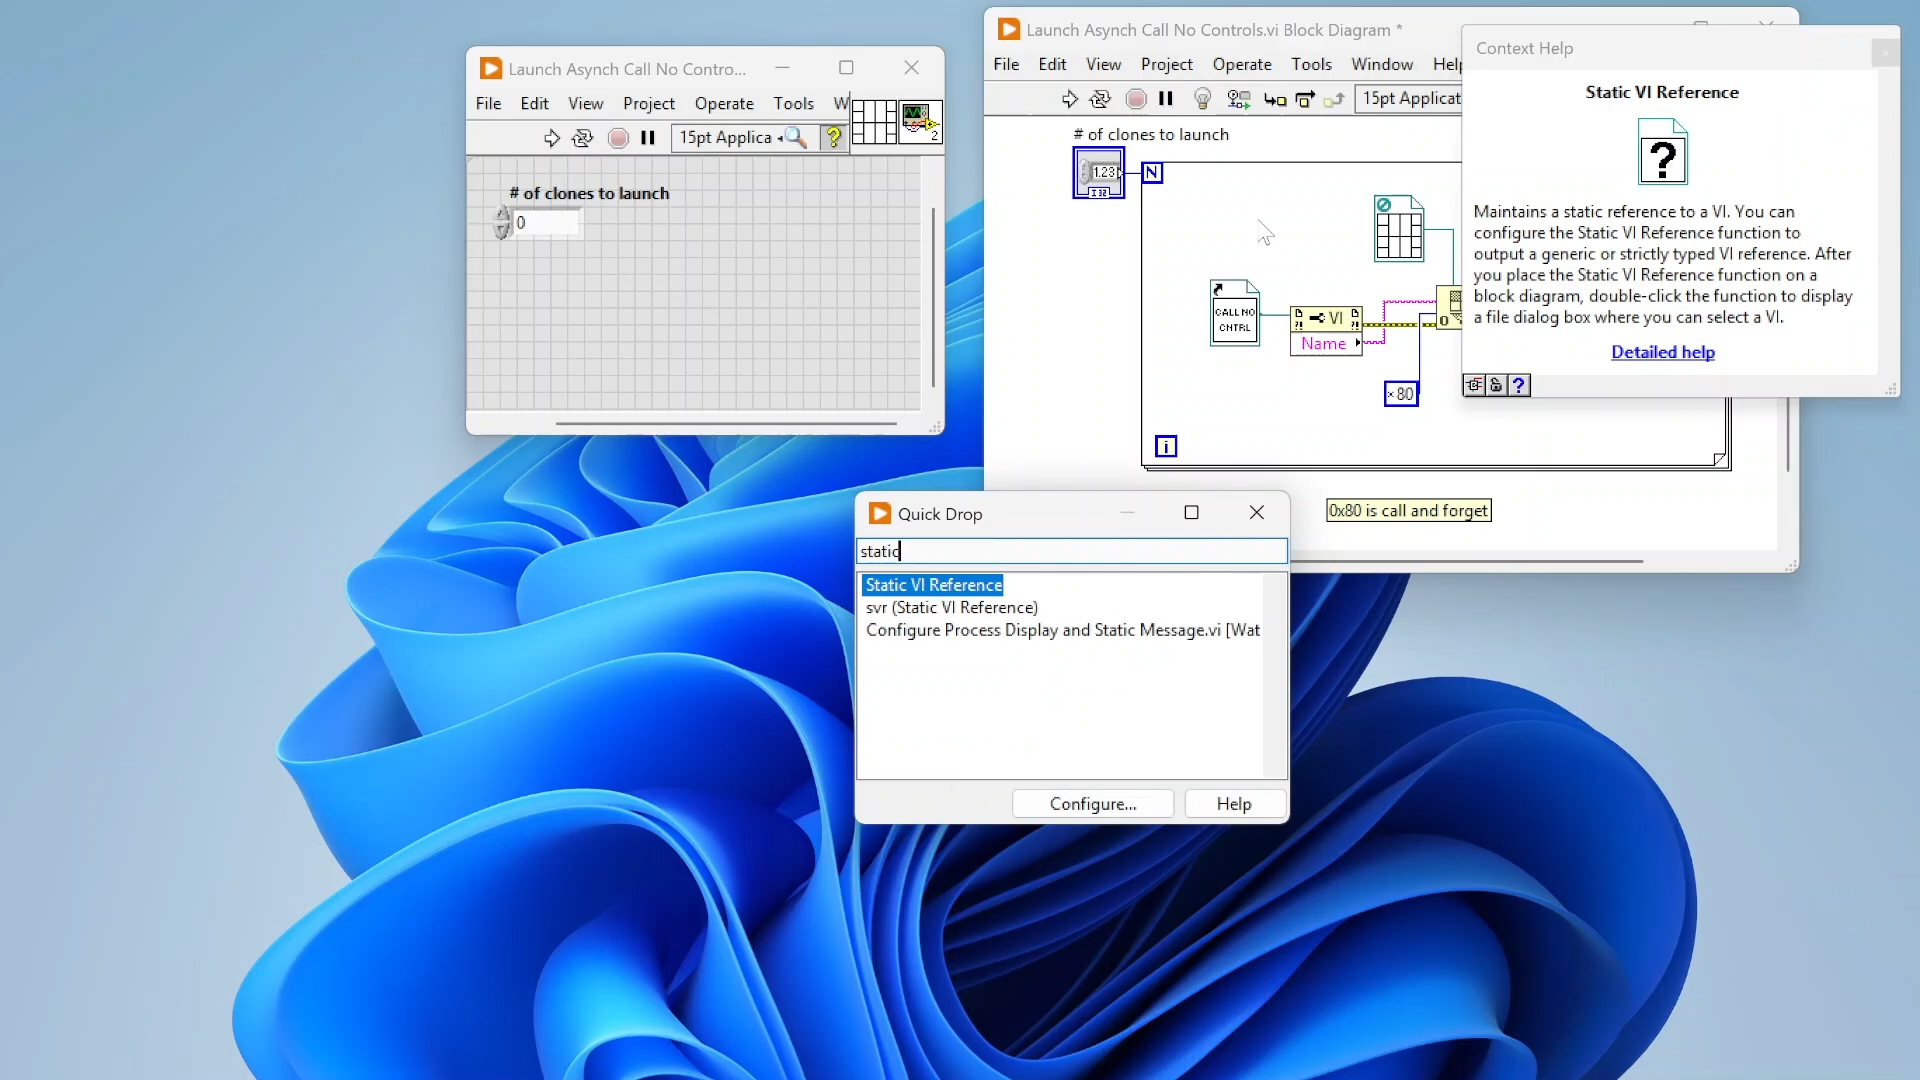 Launch Asynch Call No Contro...
File Edit View Project Operate Tools W
15pt Applica
2
# of clones to launch
0
Launch Asynch Call No Controls.vi Block Diagram *
File Edit View Project Operate Tools Window Help
15pt Applicat
# of clones to launch
1.23
I32
N
CALL NO
CNTRL
VI
Name
× 80
i
0x80 is call and forget
Context Help
Static VI Reference
?
Maintains a static reference to a VI. You can
configure the Static VI Reference function to
output a generic or strictly typed VI reference. After
you place the Static VI Reference function on a
block diagram, double-click the function to display
a file dialog box where you can select a VI.
Detailed help
?
Quick Drop
static
Static VI Reference
svr (Static VI Reference)
Configure Process Display and Static Message.vi [Wat
Configure... Help